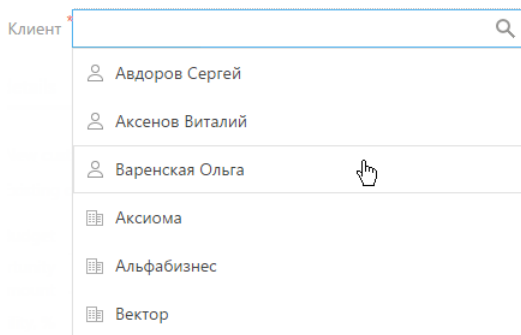 Клиент *
Авдоров Сергей
Аксенов Виталий
Варенская Ольга
Аксиома
Альфабизнес
Вектор